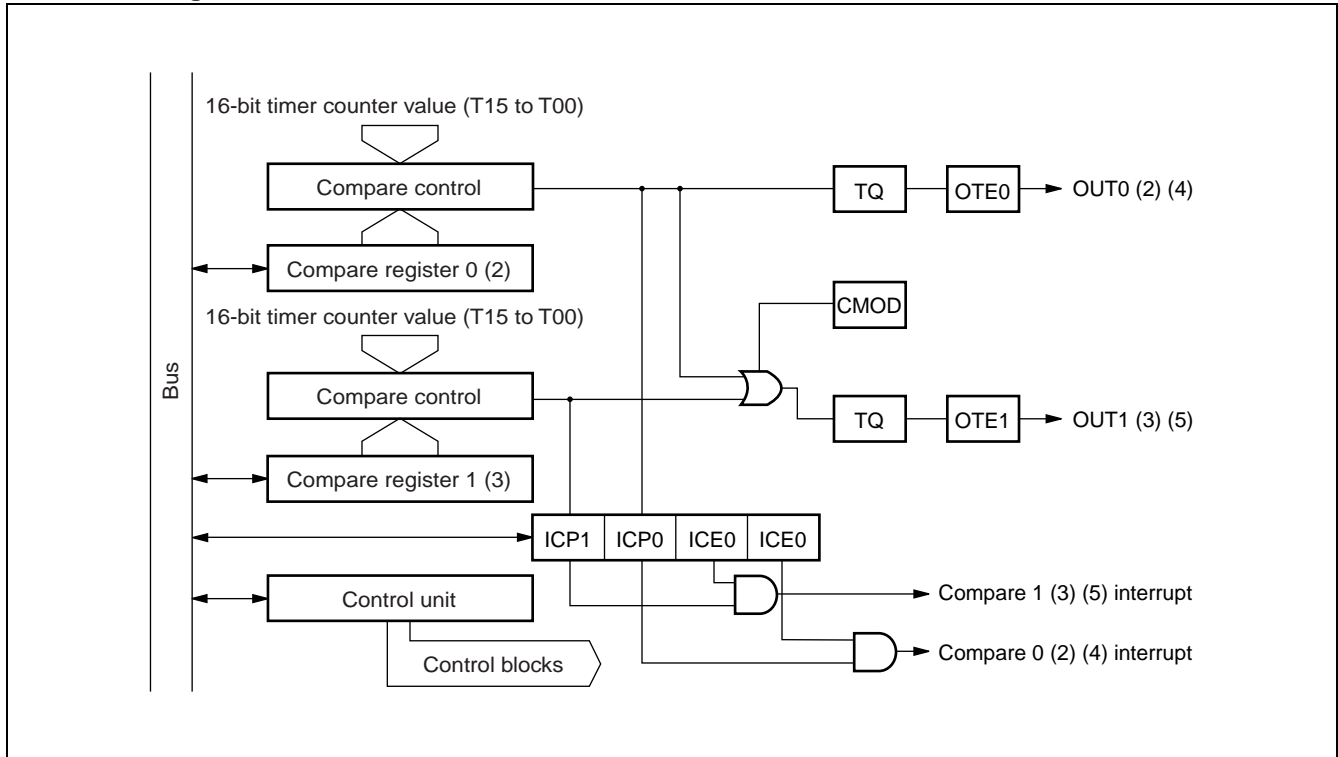 16-bit timer counter value (T15 to T00)
Compare control
TQ
OTE0
OUT0 (2) (4)
Compare register 0 (2)
CMOD
16-bit timer counter value (T15 to T00)
Bus
Compare control
TQ
OTE1
OUT1 (3) (5)
Compare register 1 (3)
ICP1 ICP0 ICE0 ICE0
Control unit
Compare 1 (3) (5) interrupt
Control blocks
Compare 0 (2) (4) interrupt